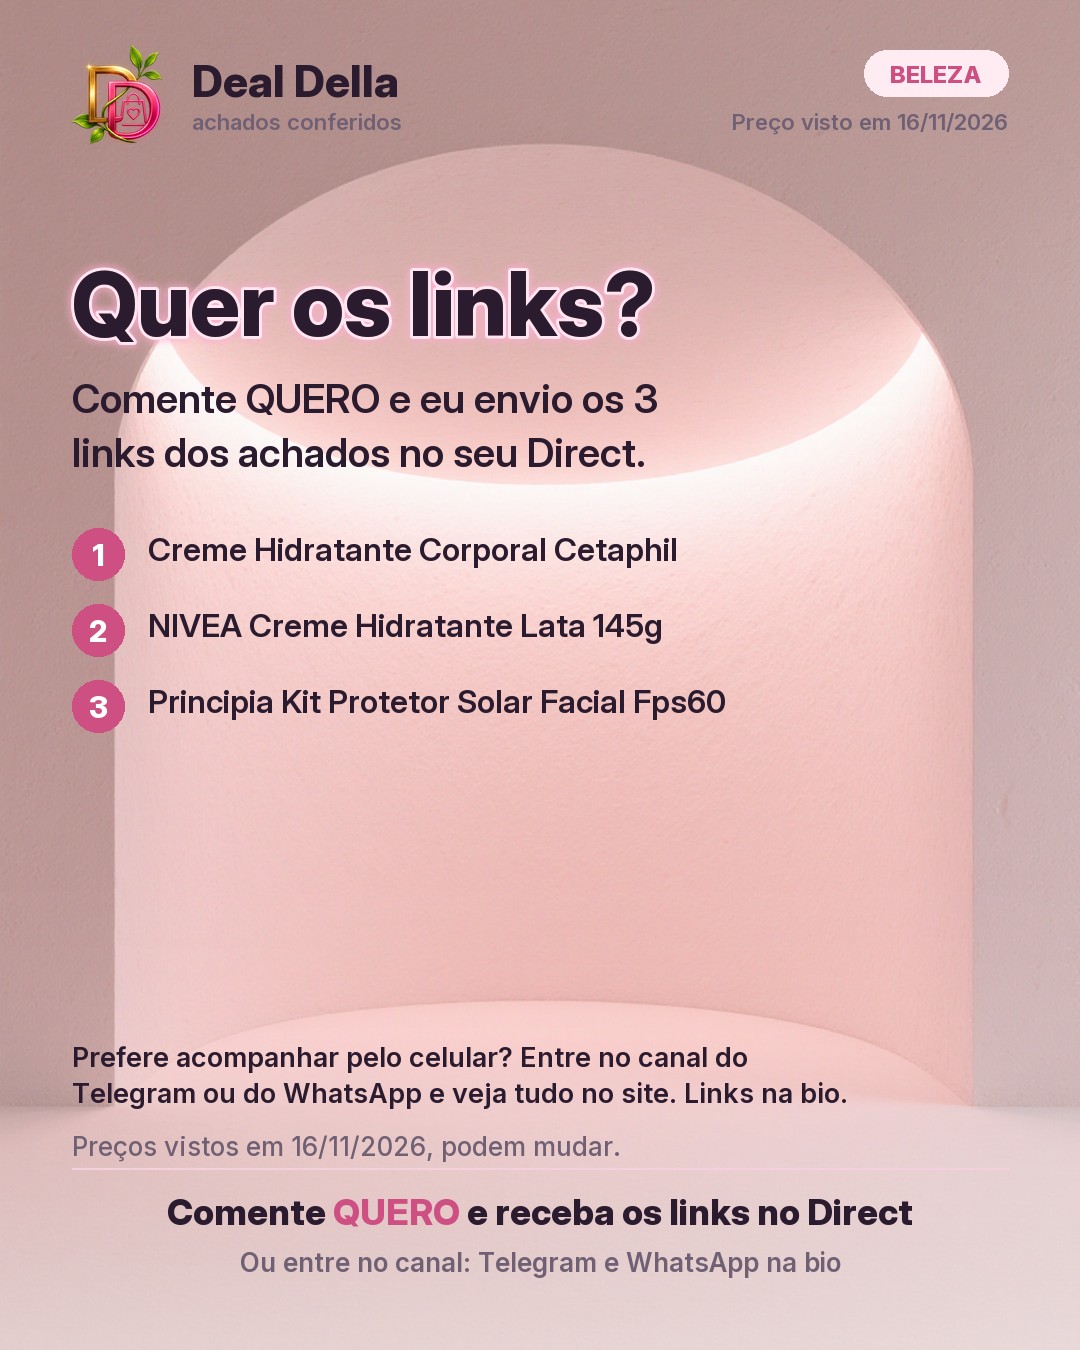 Deal Della
achados conferidos
BELEZA
Preço visto em 16/11/2026
Quer os links?
Comente QUERO e eu envio os 3
links dos achados no seu Direct.
1 Creme Hidratante Corporal Cetaphil
2 NIVEA Creme Hidratante Lata 145g
3 Principia Kit Protetor Solar Facial Fps60
Prefere acompanhar pelo celular? Entre no canal do
Telegram ou do WhatsApp e veja tudo no site. Links na bio.
Preços vistos em 16/11/2026, podem mudar.
Comente QUERO e receba os links no Direct
Ou entre no canal: Telegram e WhatsApp na bio